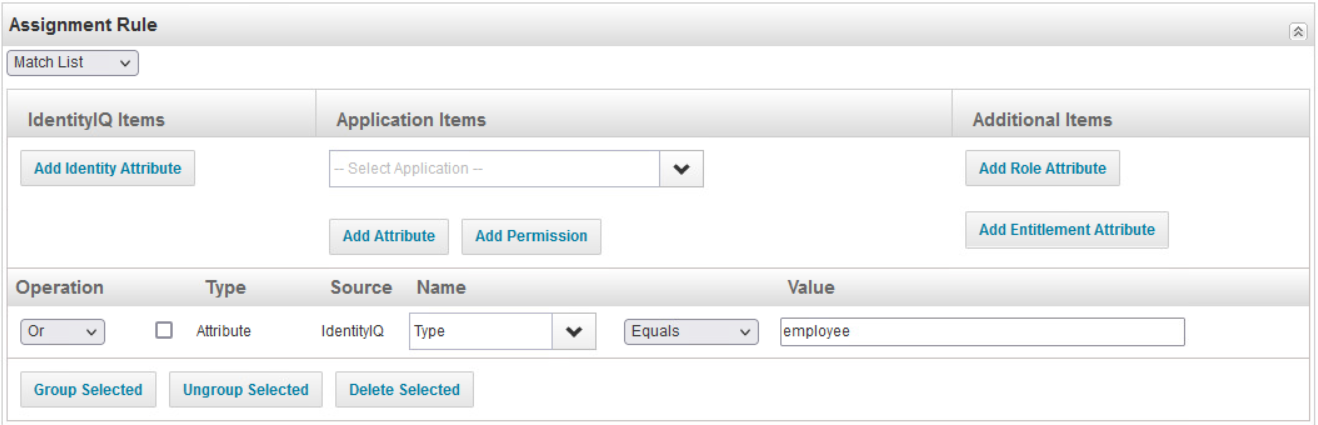 Assignment Rule
Match List
IdentityIQ Items Application Items Additional Items
Add Identity Attribute -- Select Application -- Add Role Attribute
Add Attribute Add Permission Add Entitlement Attribute
Operation Type Source Name Value
Or Attribute IdentityIQ Type Equals employee
Group Selected Ungroup Selected Delete Selected